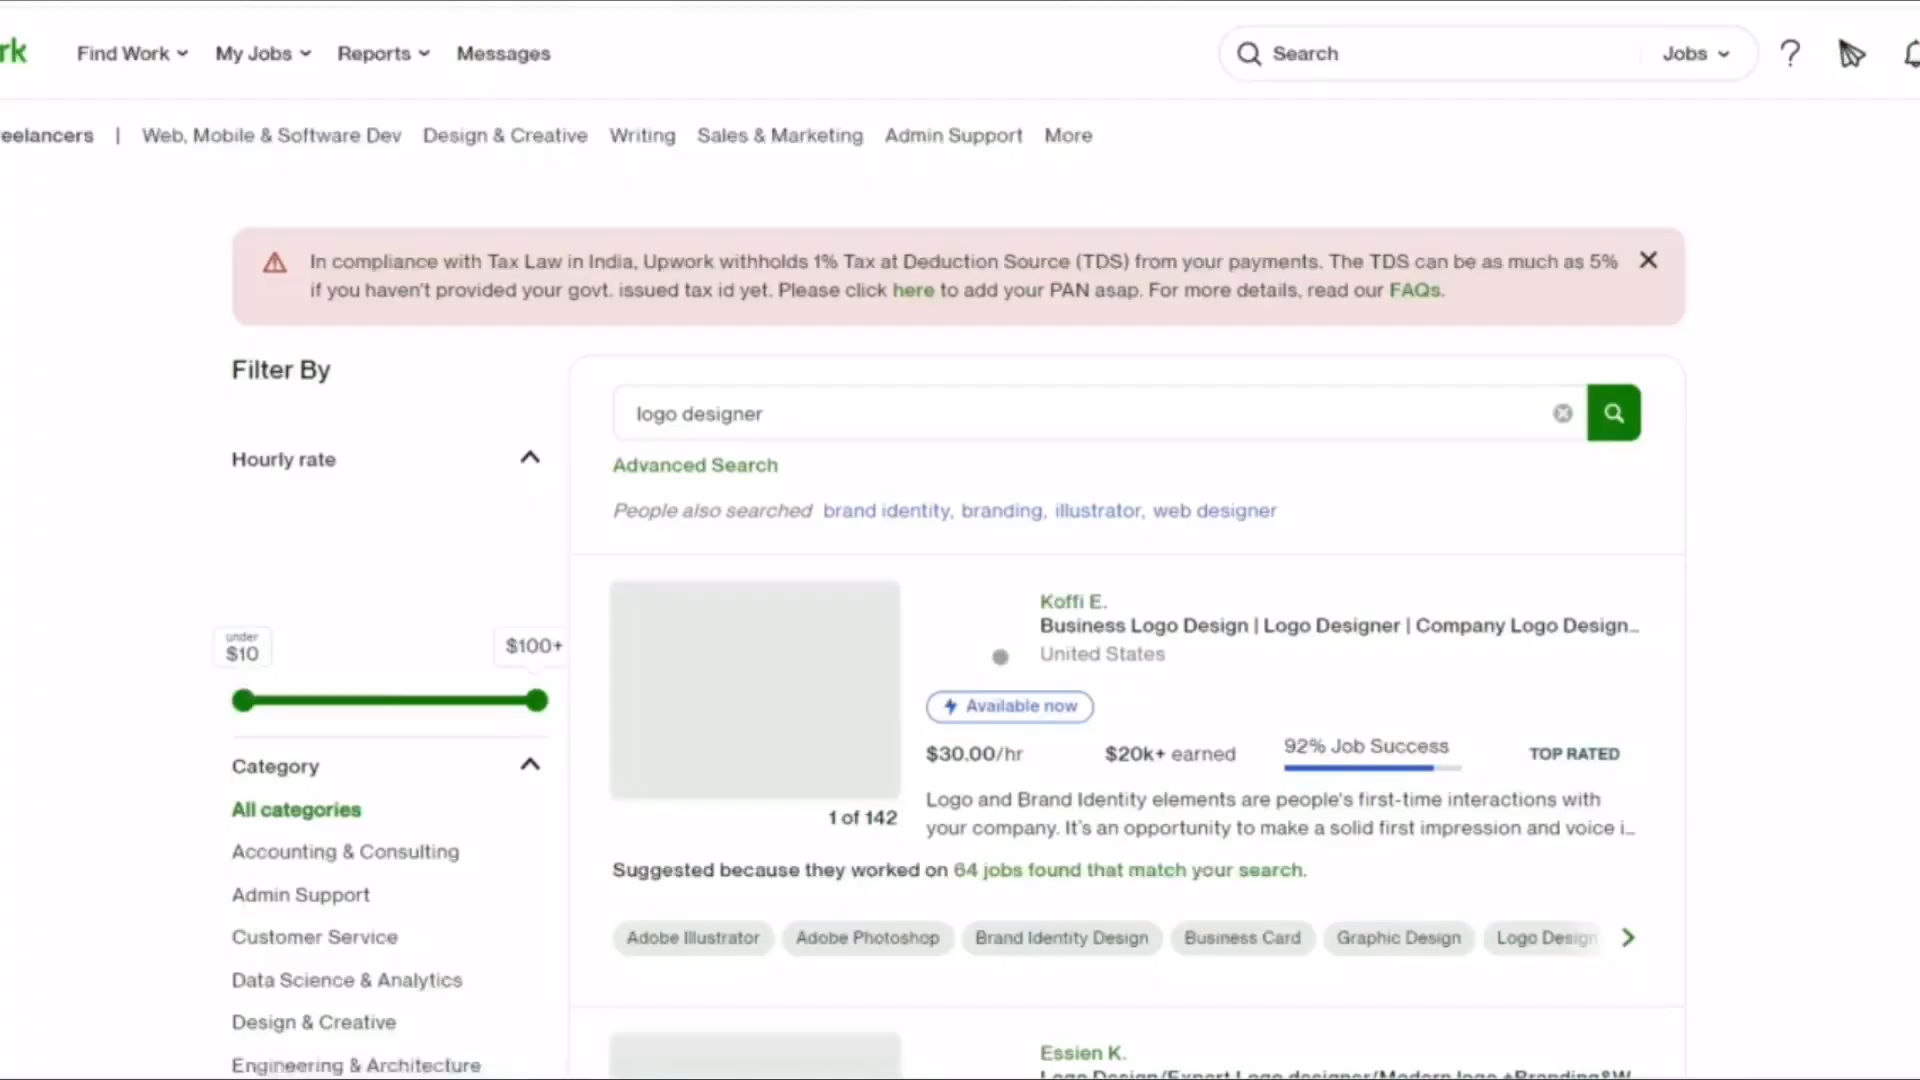 rk Find Work My Jobs Reports Messages Search Jobs ?
eelancers | Web, Mobile & Software Dev Design & Creative Writing Sales & Marketing Admin Support More
In compliance with Tax Law in India, Upwork withholds 1% Tax at Deduction Source (TDS) from your payments. The TDS can be as much as 5%
if you haven't provided your govt. issued tax id yet. Please click here to add your PAN asap. For more details, read our FAQs.
Filter By
Hourly rate
under
$10
$100+
Category
All categories
Accounting & Consulting
Admin Support
Customer Service
Data Science & Analytics
Design & Creative
Engineering & Architecture
logo designer
Advanced Search
People also searched brand identity, branding, illustrator, web designer
Koffi E.
Business Logo Design | Logo Designer | Company Logo Design...
United States
Available now
$30.00/hr $20k+ earned 92% Job Success TOP RATED
Logo and Brand Identity elements are people's first-time interactions with
your company. It's an opportunity to make a solid first impression and voice i...
1 of 142
Suggested because they worked on 64 jobs found that match your search.
Adobe Illustrator Adobe Photoshop Brand Identity Design Business Card Graphic Design Logo Design
Essien K.
Logo Design/Expert Logo designer/Modern logo +Branding&W